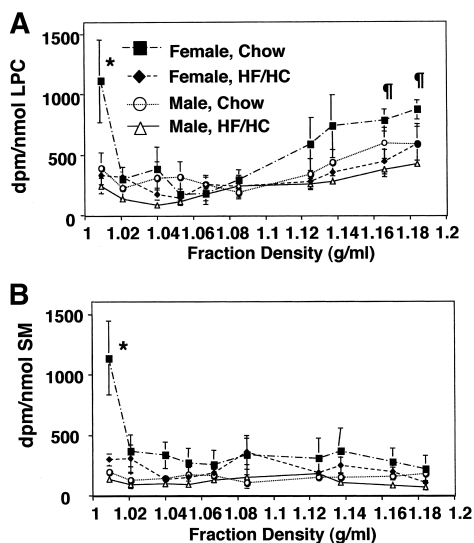 A
1500
1000
500
0
dpm/nmol LPC
*
Female, Chow
Female, HF/HC
Male, Chow
Male, HF/HC
¶ ¶
1 1.02 1.04 1.06 1.08 1.1 1.12 1.14 1.16 1.18 1.2
Fraction Density (g/ml)
B
1500
1000
500
0
dpm/nmol SM
*
1 1.02 1.04 1.06 1.08 1.1 1.12 1.14 1.16 1.18 1.2
Fraction Density (g/ml)